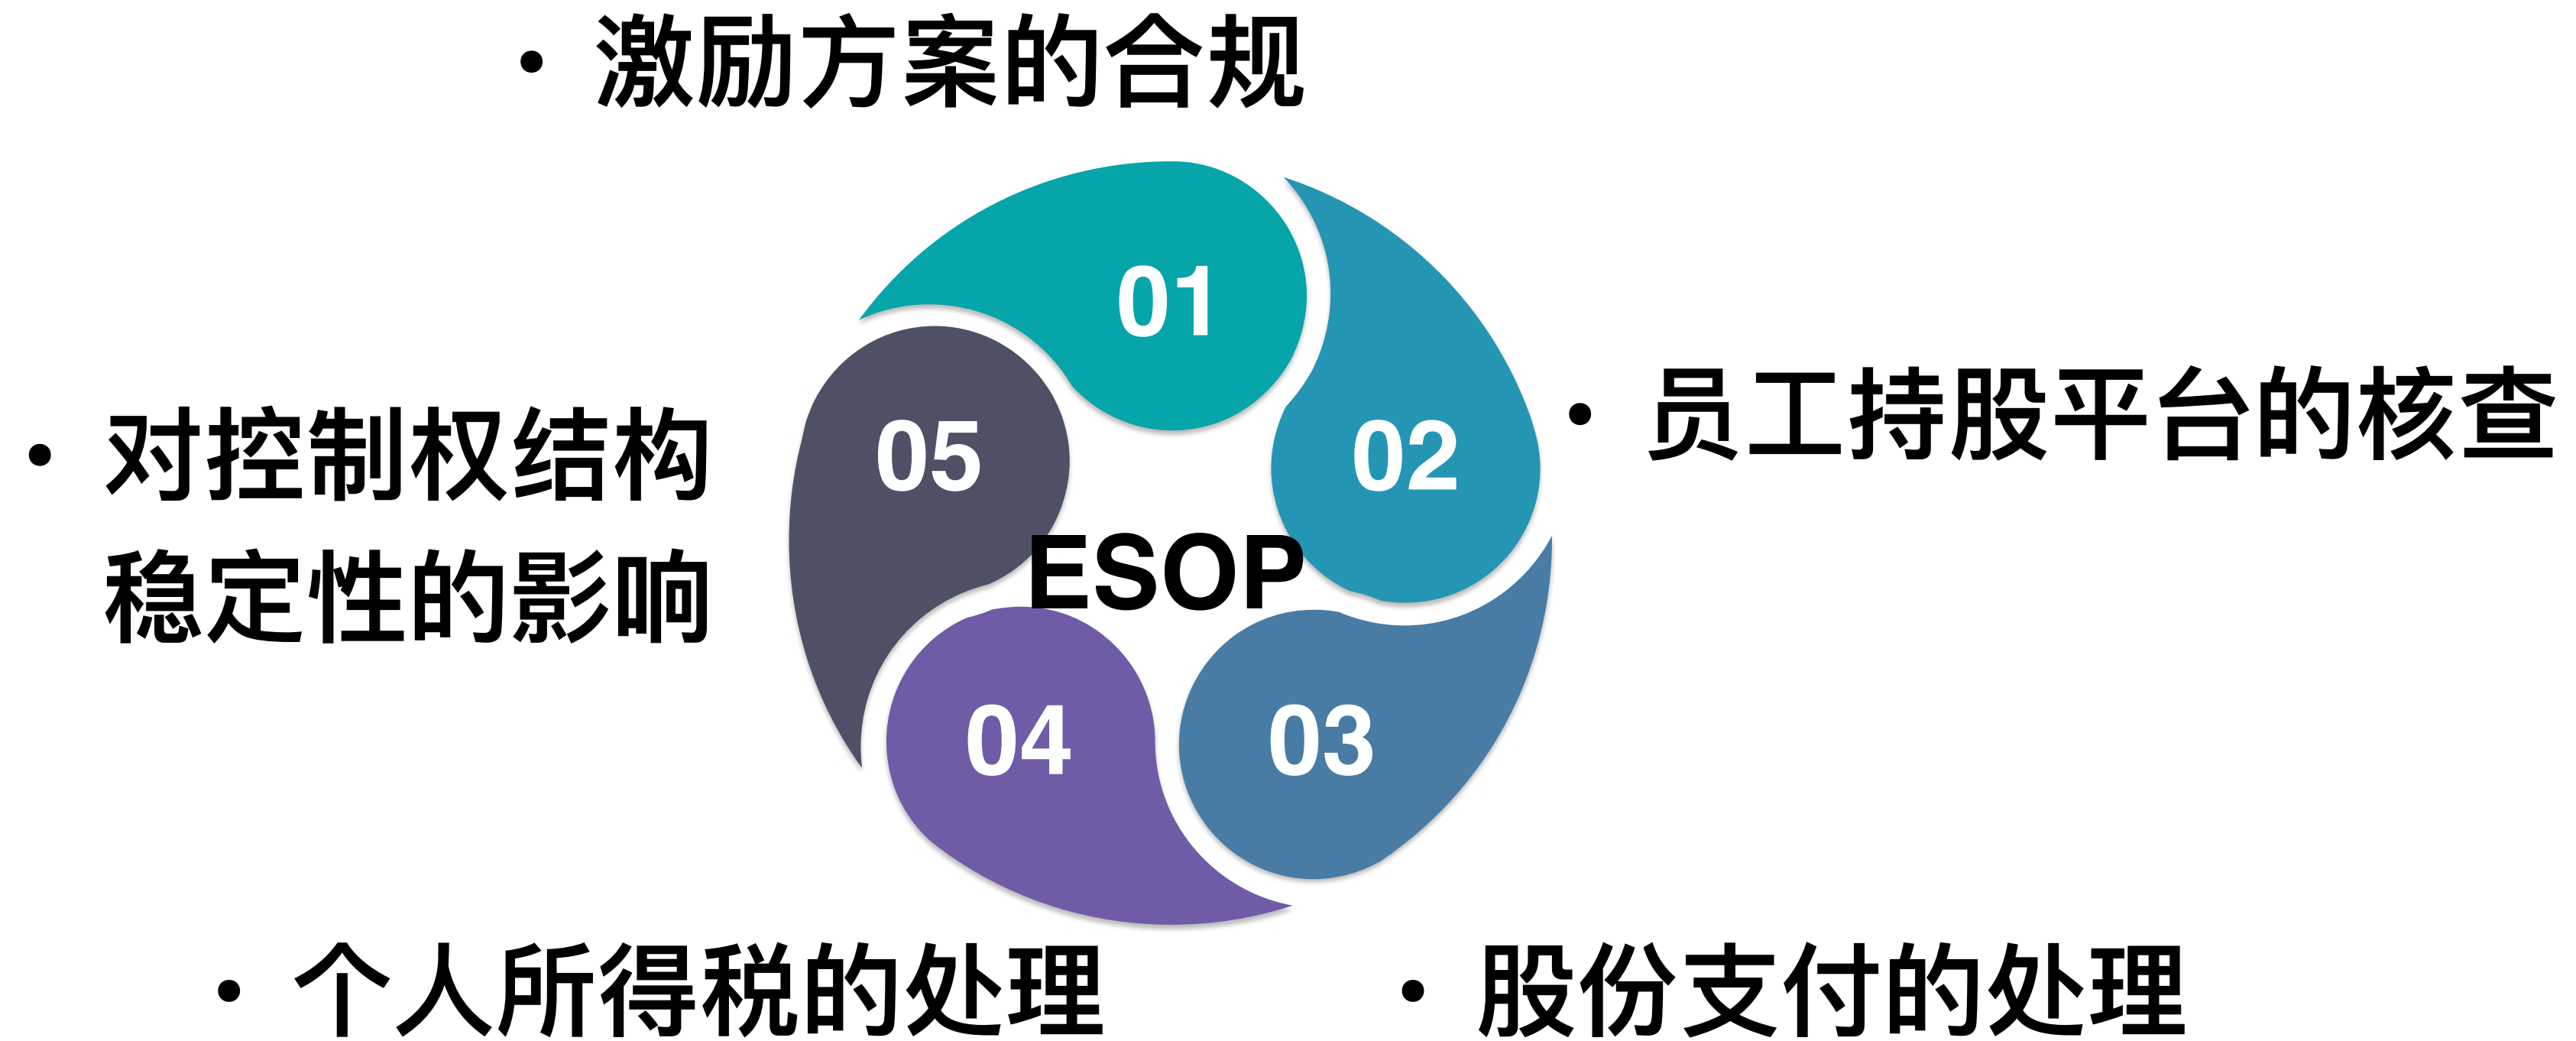 • 激励方案的合规
01
02
• 员工持股平台的核查
05
• 对控制权结构
稳定性的影响
ESOP
04
03
• 个人所得税的处理
• 股份支付的处理